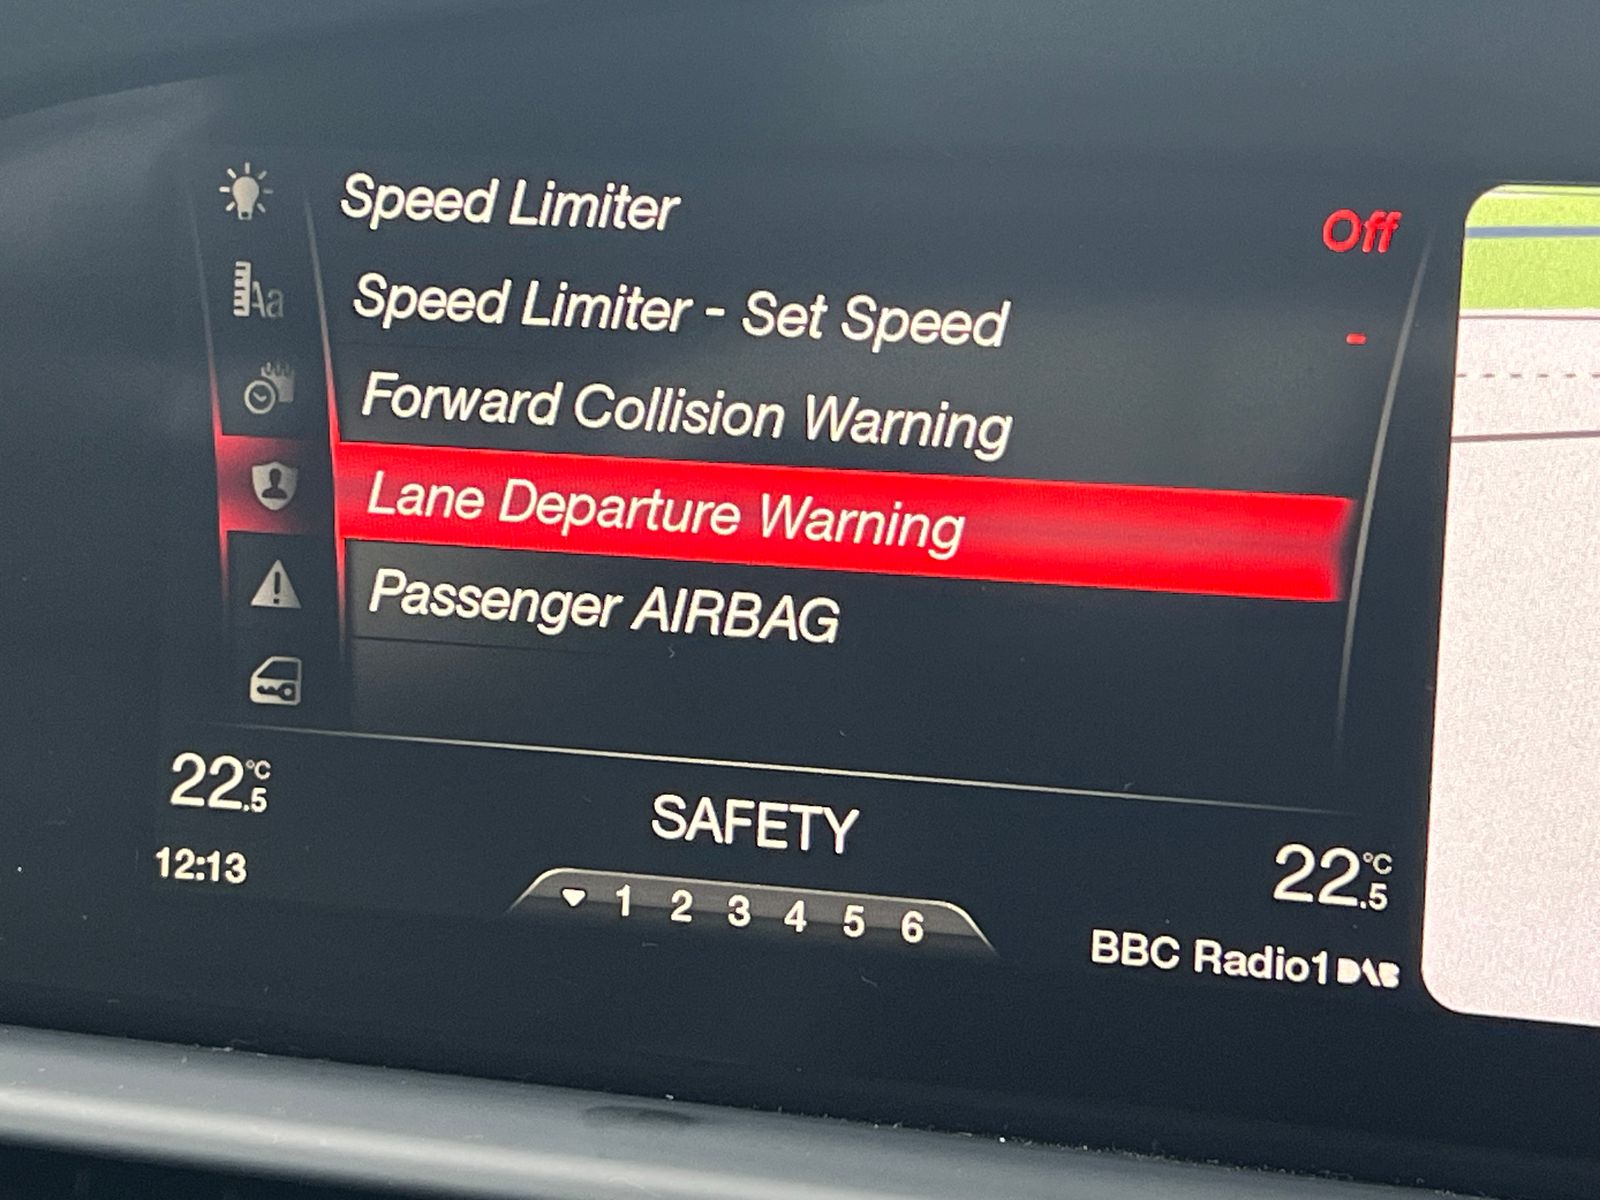 Speed Limiter Off
Speed Limiter - Set Speed -
Forward Collision Warning
Lane Departure Warning
Passenger AIRBAG
Aa
22.5°C
SAFETY
22.5°C
12:13
1 2 3 4 5 6
BBC Radio1 DAB